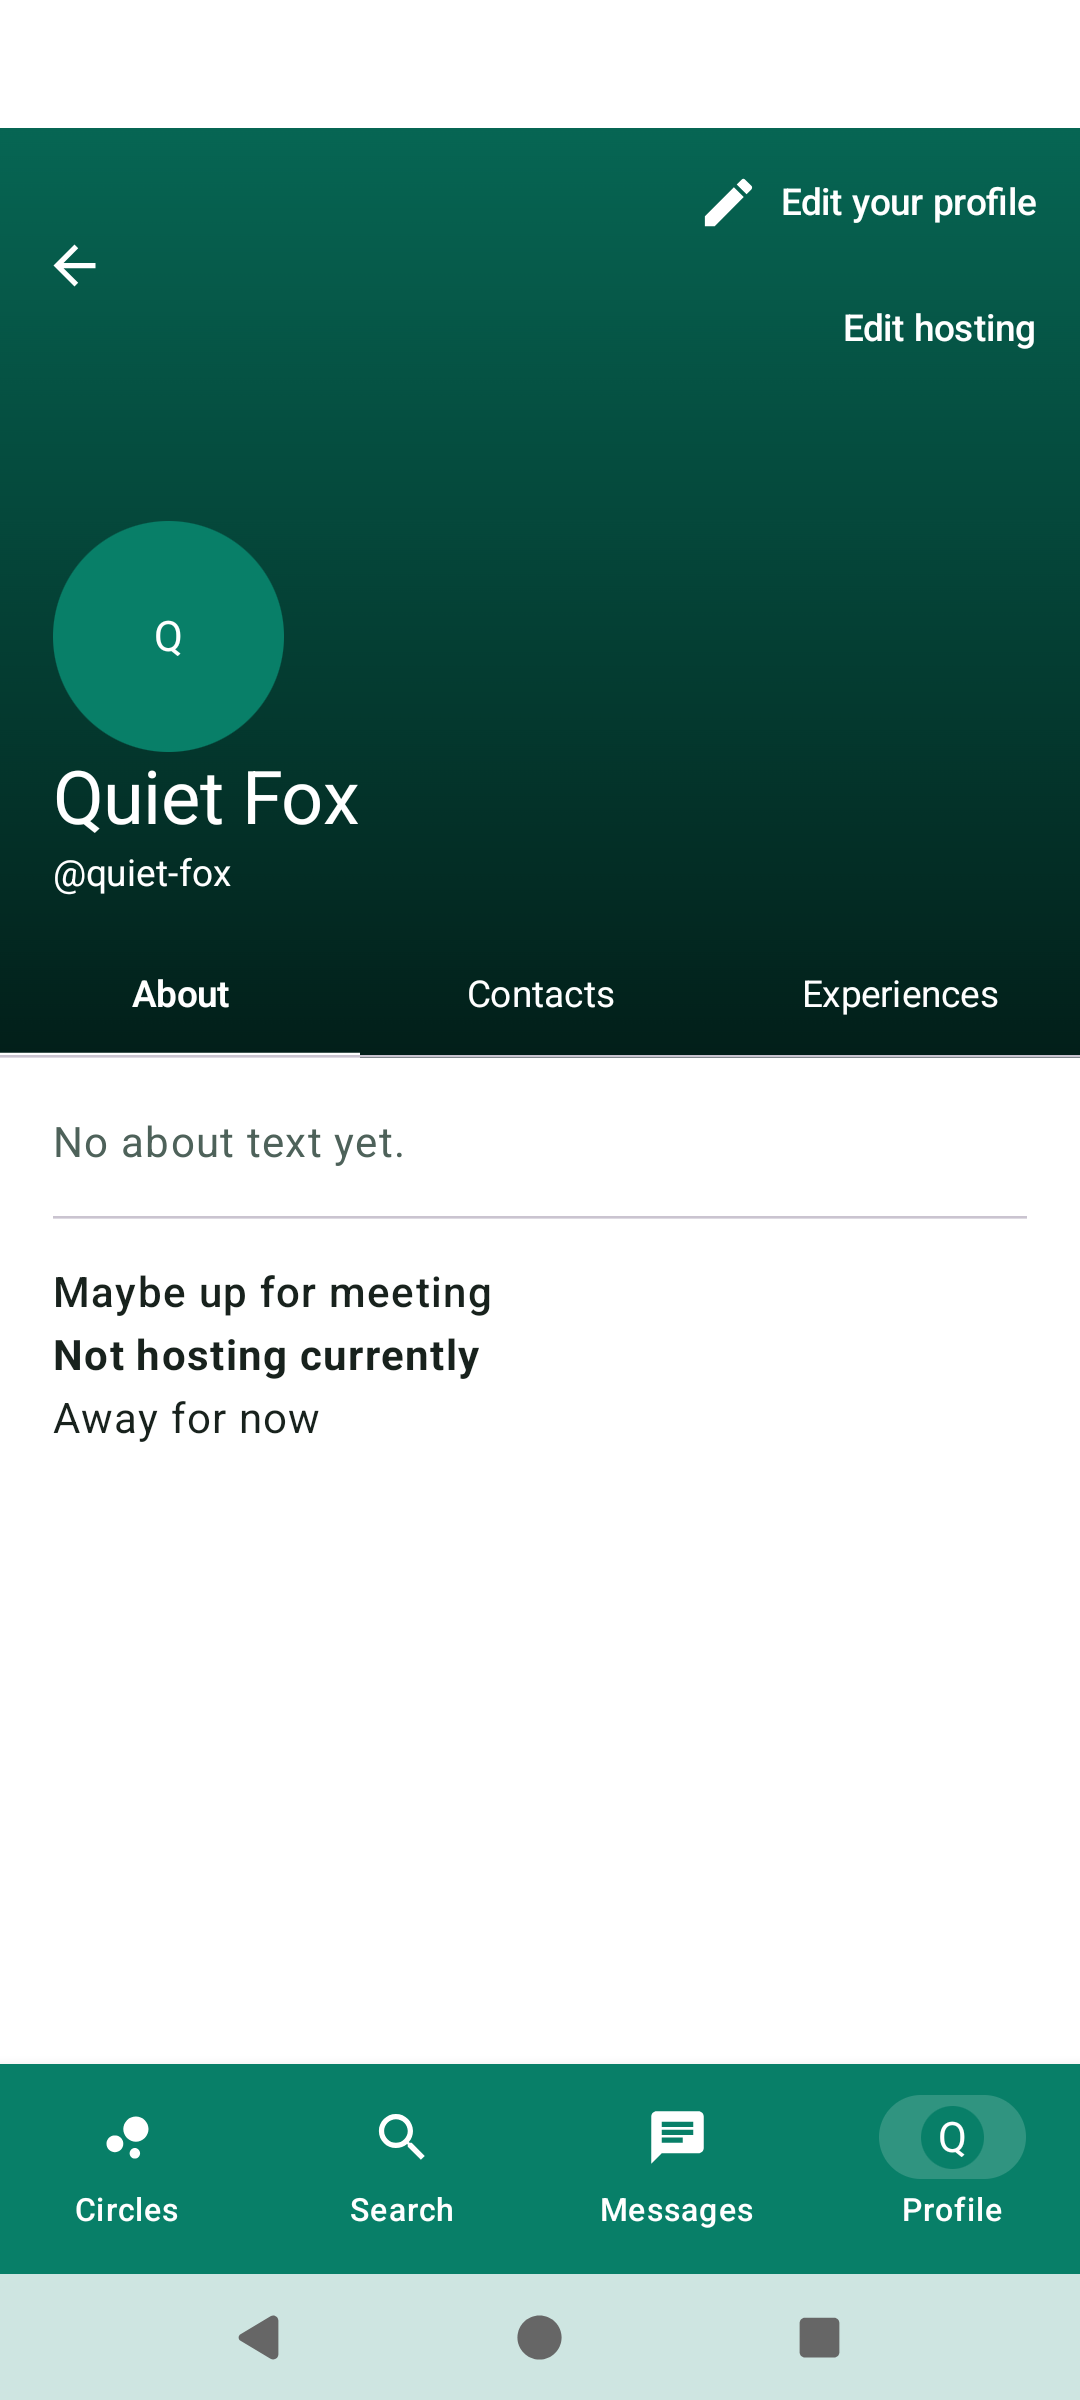 Edit your profile
Edit hosting
Q
Quiet Fox
@quiet-fox
About Contacts Experiences
No about text yet.
Maybe up for meeting
Not hosting currently
Away for now
Q
Circles Search Messages Profile